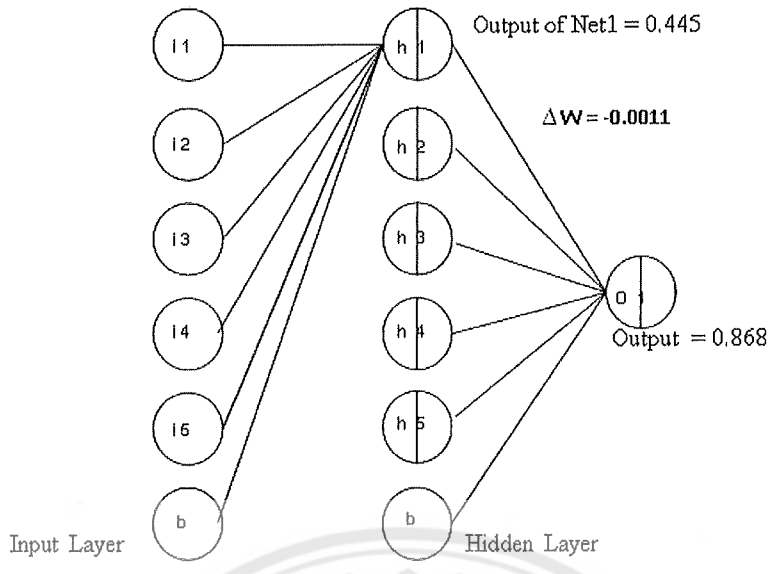 I1
h 1
Output of Net1 = 0.445
I2
h 2
ΔW = -0.0011
I3
h 3
O 1
I4
h 4
Output = 0.868
I5
h 5
b
b
Input Layer
Hidden Layer